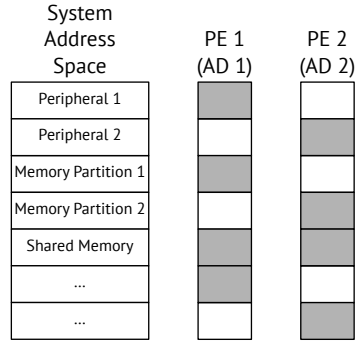 System
Address
Space
PE 1
(AD 1)
PE 2
(AD 2)
Peripheral 1
Peripheral 2
Memory Partition 1
Memory Partition 2
Shared Memory
...
...